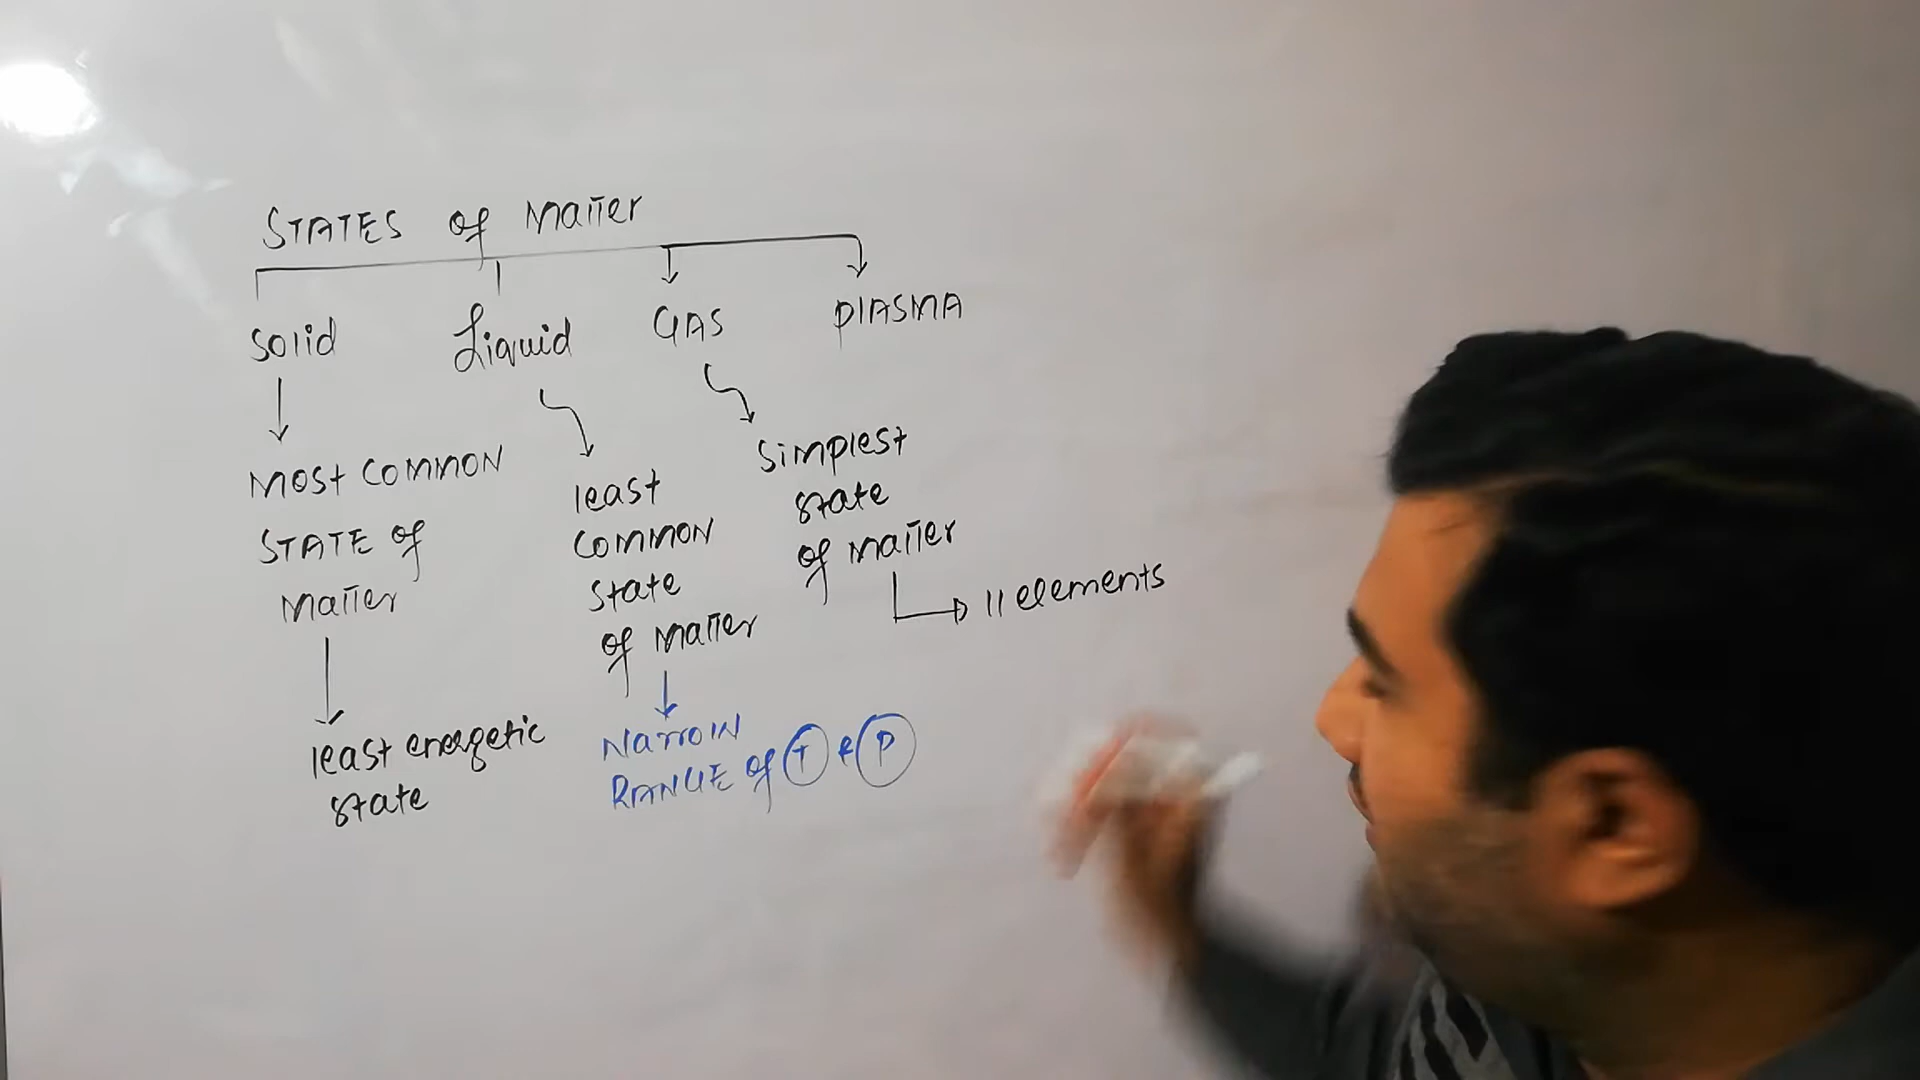 STATES of Matter
Solid
Liquid
GAS
PlASMA
Most Common
STATE of
Matter
least energetic
state
least
Common
state
of Matter
Narrow
RANGE of T & P
Simplest
state
of matter
11 elements